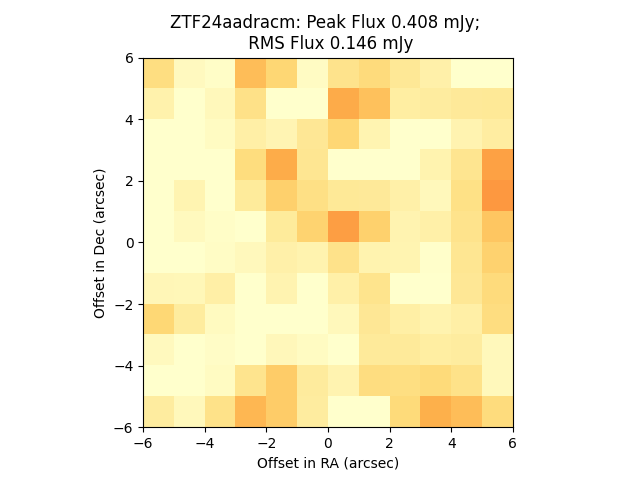 ZTF24aadracm: Peak Flux 0.408 mJy;
RMS Flux 0.146 mJy
6
4
2
0
−2
−4
−6
Offset in Dec (arcsec)
−6 −4 −2 0 2 4 6
Offset in RA (arcsec)